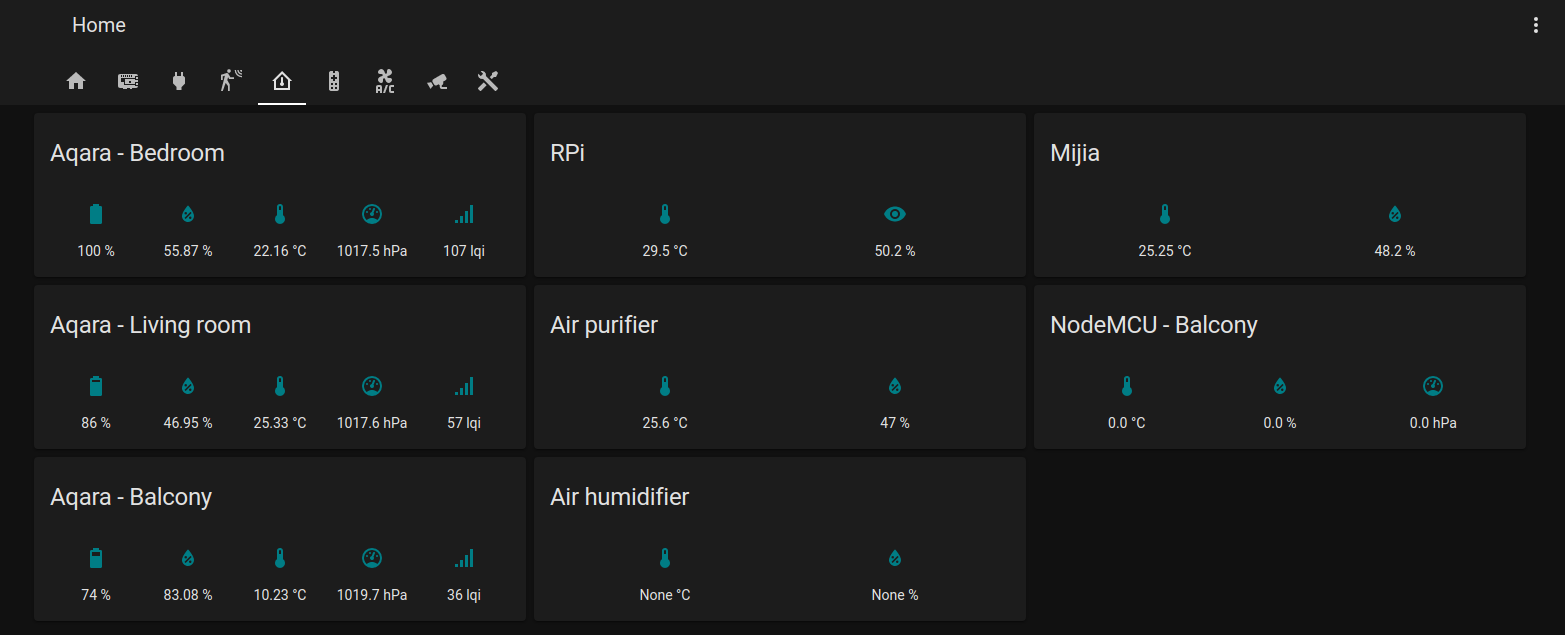 Home
A/C
Aqara - Bedroom
100 % 55.87 % 22.16 °C 1017.5 hPa 107 lqi
RPi
29.5 °C 50.2 %
Mijia
25.25 °C 48.2 %
Aqara - Living room
86 % 46.95 % 25.33 °C 1017.6 hPa 57 lqi
Air purifier
25.6 °C 47 %
NodeMCU - Balcony
0.0 °C 0.0 % 0.0 hPa
Aqara - Balcony
74 % 83.08 % 10.23 °C 1019.7 hPa 36 lqi
Air humidifier
None °C None %